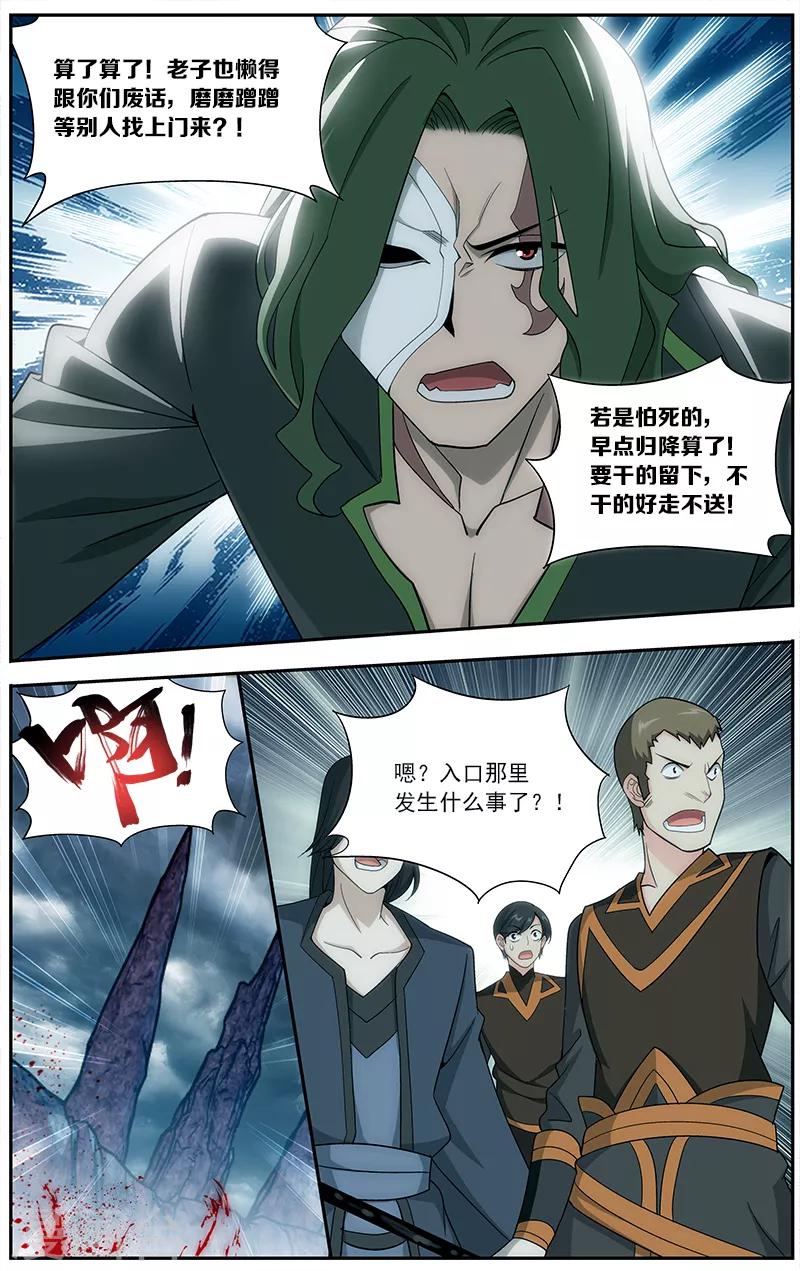 算了算了！老子也懒得
跟你们废话，磨磨蹭蹭
等别人找上门来？！
若是怕死的，
早点归降算了！
要干的留下，不
干的好走不送！
啊！
嗯？入口那里
发生什么事了？！